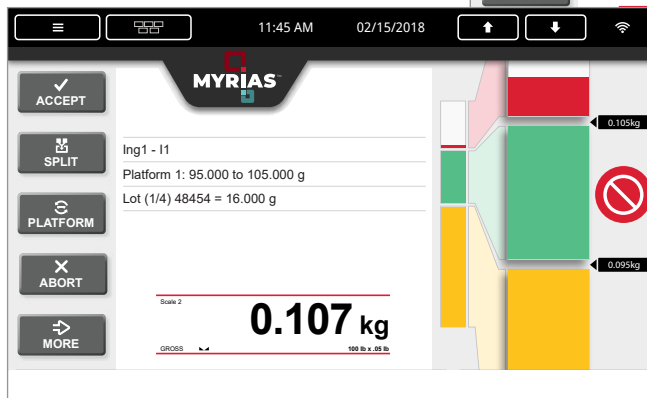 11:45 AM 02/15/2018
MYRIAS™
ACCEPT
SPLIT
PLATFORM
ABORT
MORE
Ing1 - I1
Platform 1: 95.000 to 105.000 g
Lot (1/4) 48454 = 16.000 g
Scale 2
0.107 kg
GROSS
100 lb x .05 lb
0.105kg
0.095kg